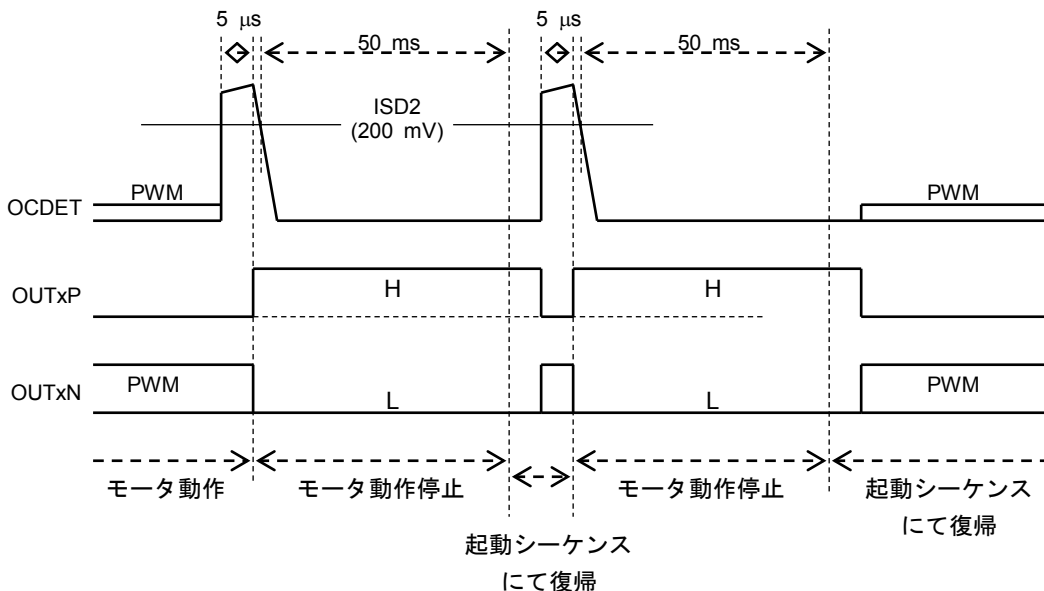 5 μs
5 μs
50 ms
50 ms
ISD2
(200 mV)
PWM
PWM
OCDET
H
H
OUTxP
PWM
PWM
OUTxN
L
L
モータ動作
モータ動作停止
モータ動作停止
起動シーケンス
にて復帰
起動シーケンス
にて復帰